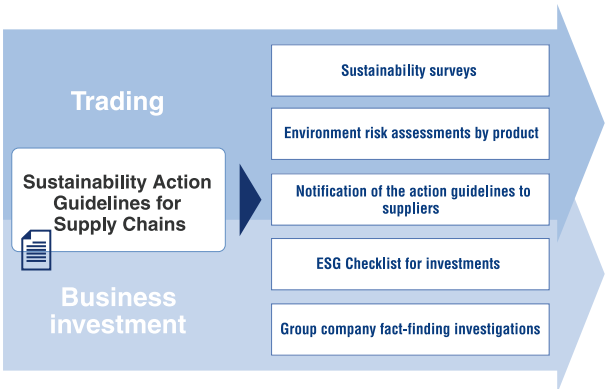 Trading
Sustainability Action
Guidelines for
Supply Chains
Business
investment
Sustainability surveys
Environment risk assessments by product
Notification of the action guidelines to
suppliers
ESG Checklist for investments
Group company fact-finding investigations